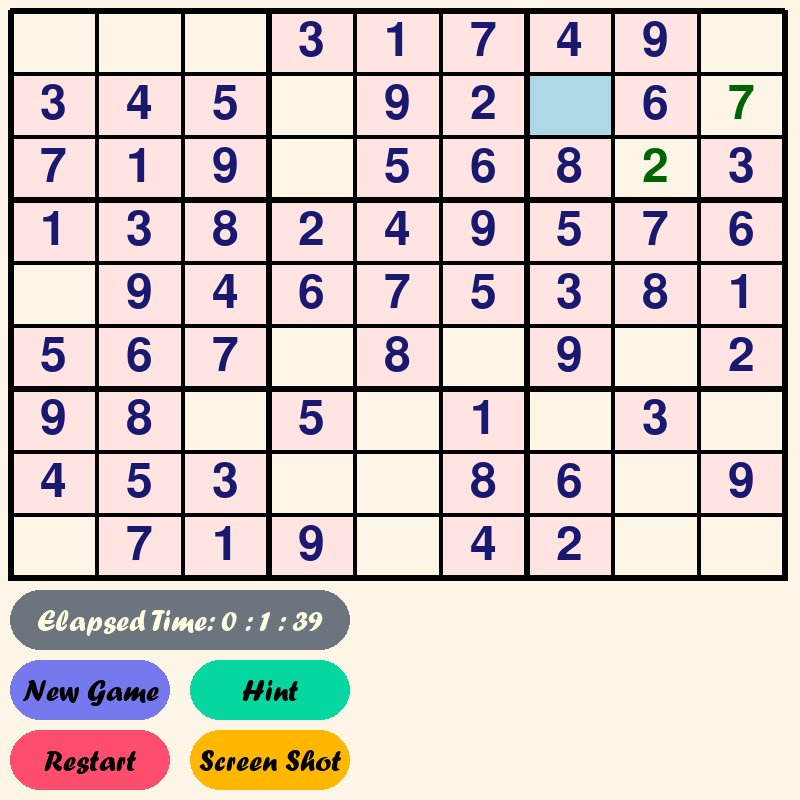 3 1 7 4 9
3 4 5 9 2 6 7
7 1 9 5 6 8 2 3
1 3 8 2 4 9 5 7 6
9 4 6 7 5 3 8 1
5 6 7 8 9 2
9 8 5 1 3
4 5 3 8 6 9
7 1 9 4 2
Elapsed Time: 0 : 1 : 39
New Game Hint
Restart Screen Shot